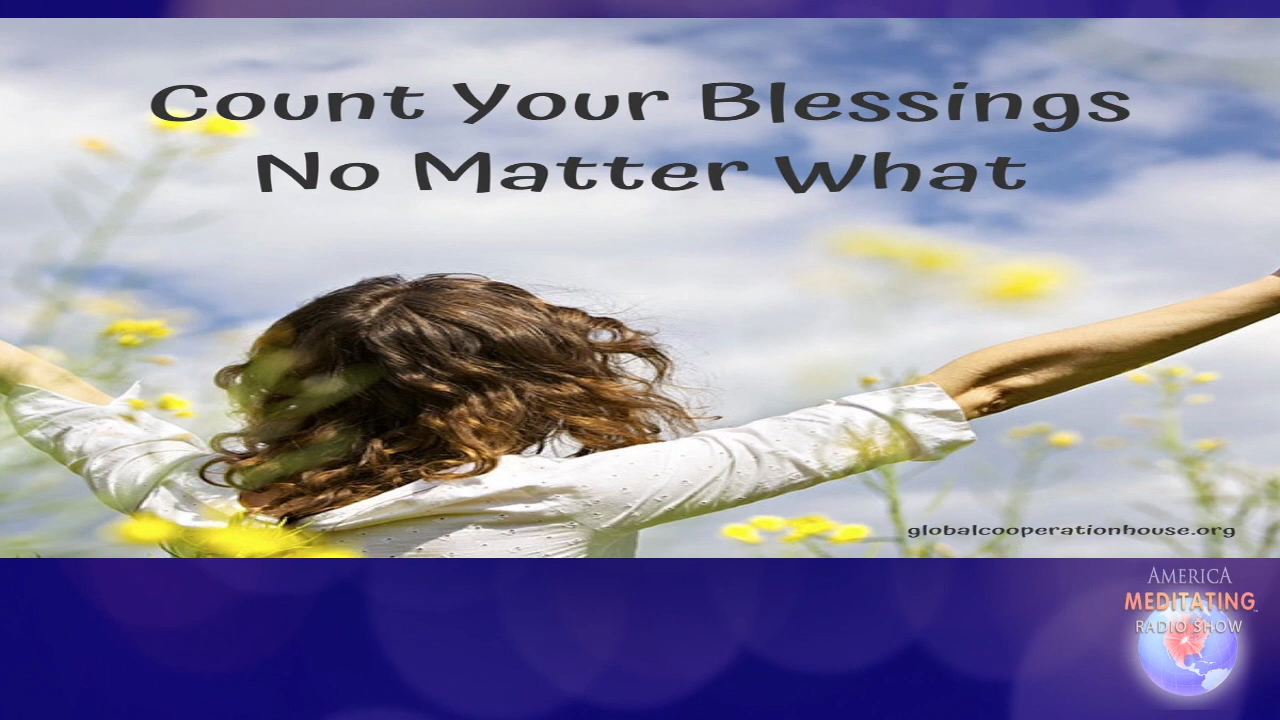 Count Your Blessings
No Matter What
globalcooperationhouse.org
AMERICA
MEDITATING
RADIO SHOW